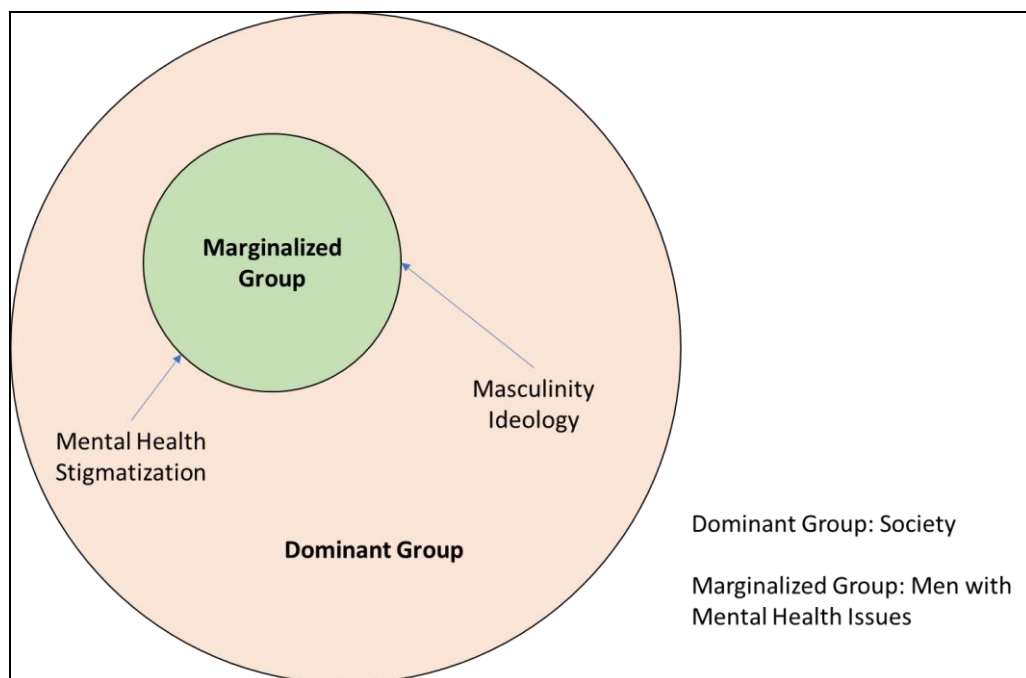 Marginalized
Group
Masculinity
Ideology
Mental Health
Stigmatization
Dominant Group
Dominant Group: Society
Marginalized Group: Men with
Mental Health Issues